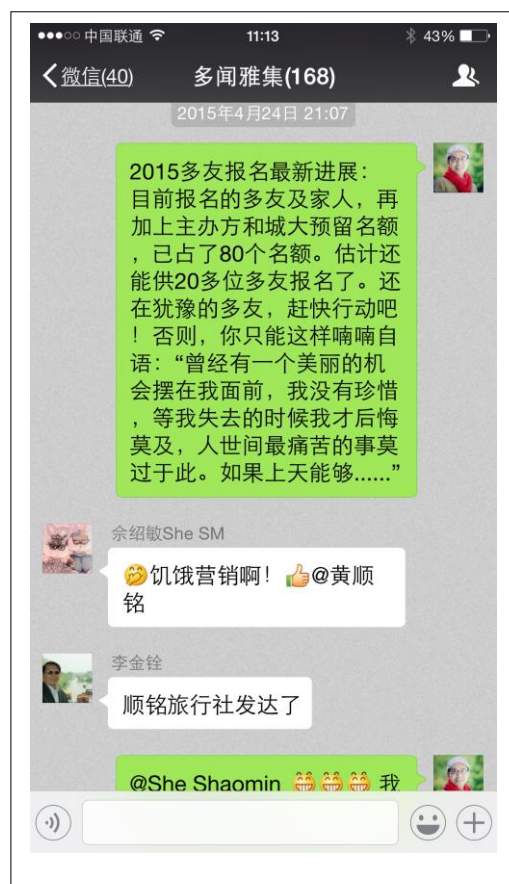 中国联通 11:13 43%
微信(40) 多闻雅集(168)
2015年4月24日 21:07
2015多友报名最新进展：
目前报名的多友及家人，再
加上主办方和城大预留名额
，已占了80个名额。估计还
能供20多位多友报名了。还
在犹豫的多友，赶快行动吧
！否则，你只能这样喃喃自
语：“曾经有一个美丽的机
会摆在我面前，我没有珍惜
，等我失去的时候我才后悔
莫及，人世间最痛苦的事莫
过于此。如果上天能够......”
佘绍敏She SM
🤔饥饿营销啊！👍@黄顺
铭
李金铨
顺铭旅行社发达了
@She Shaomin 😁😁😁 我